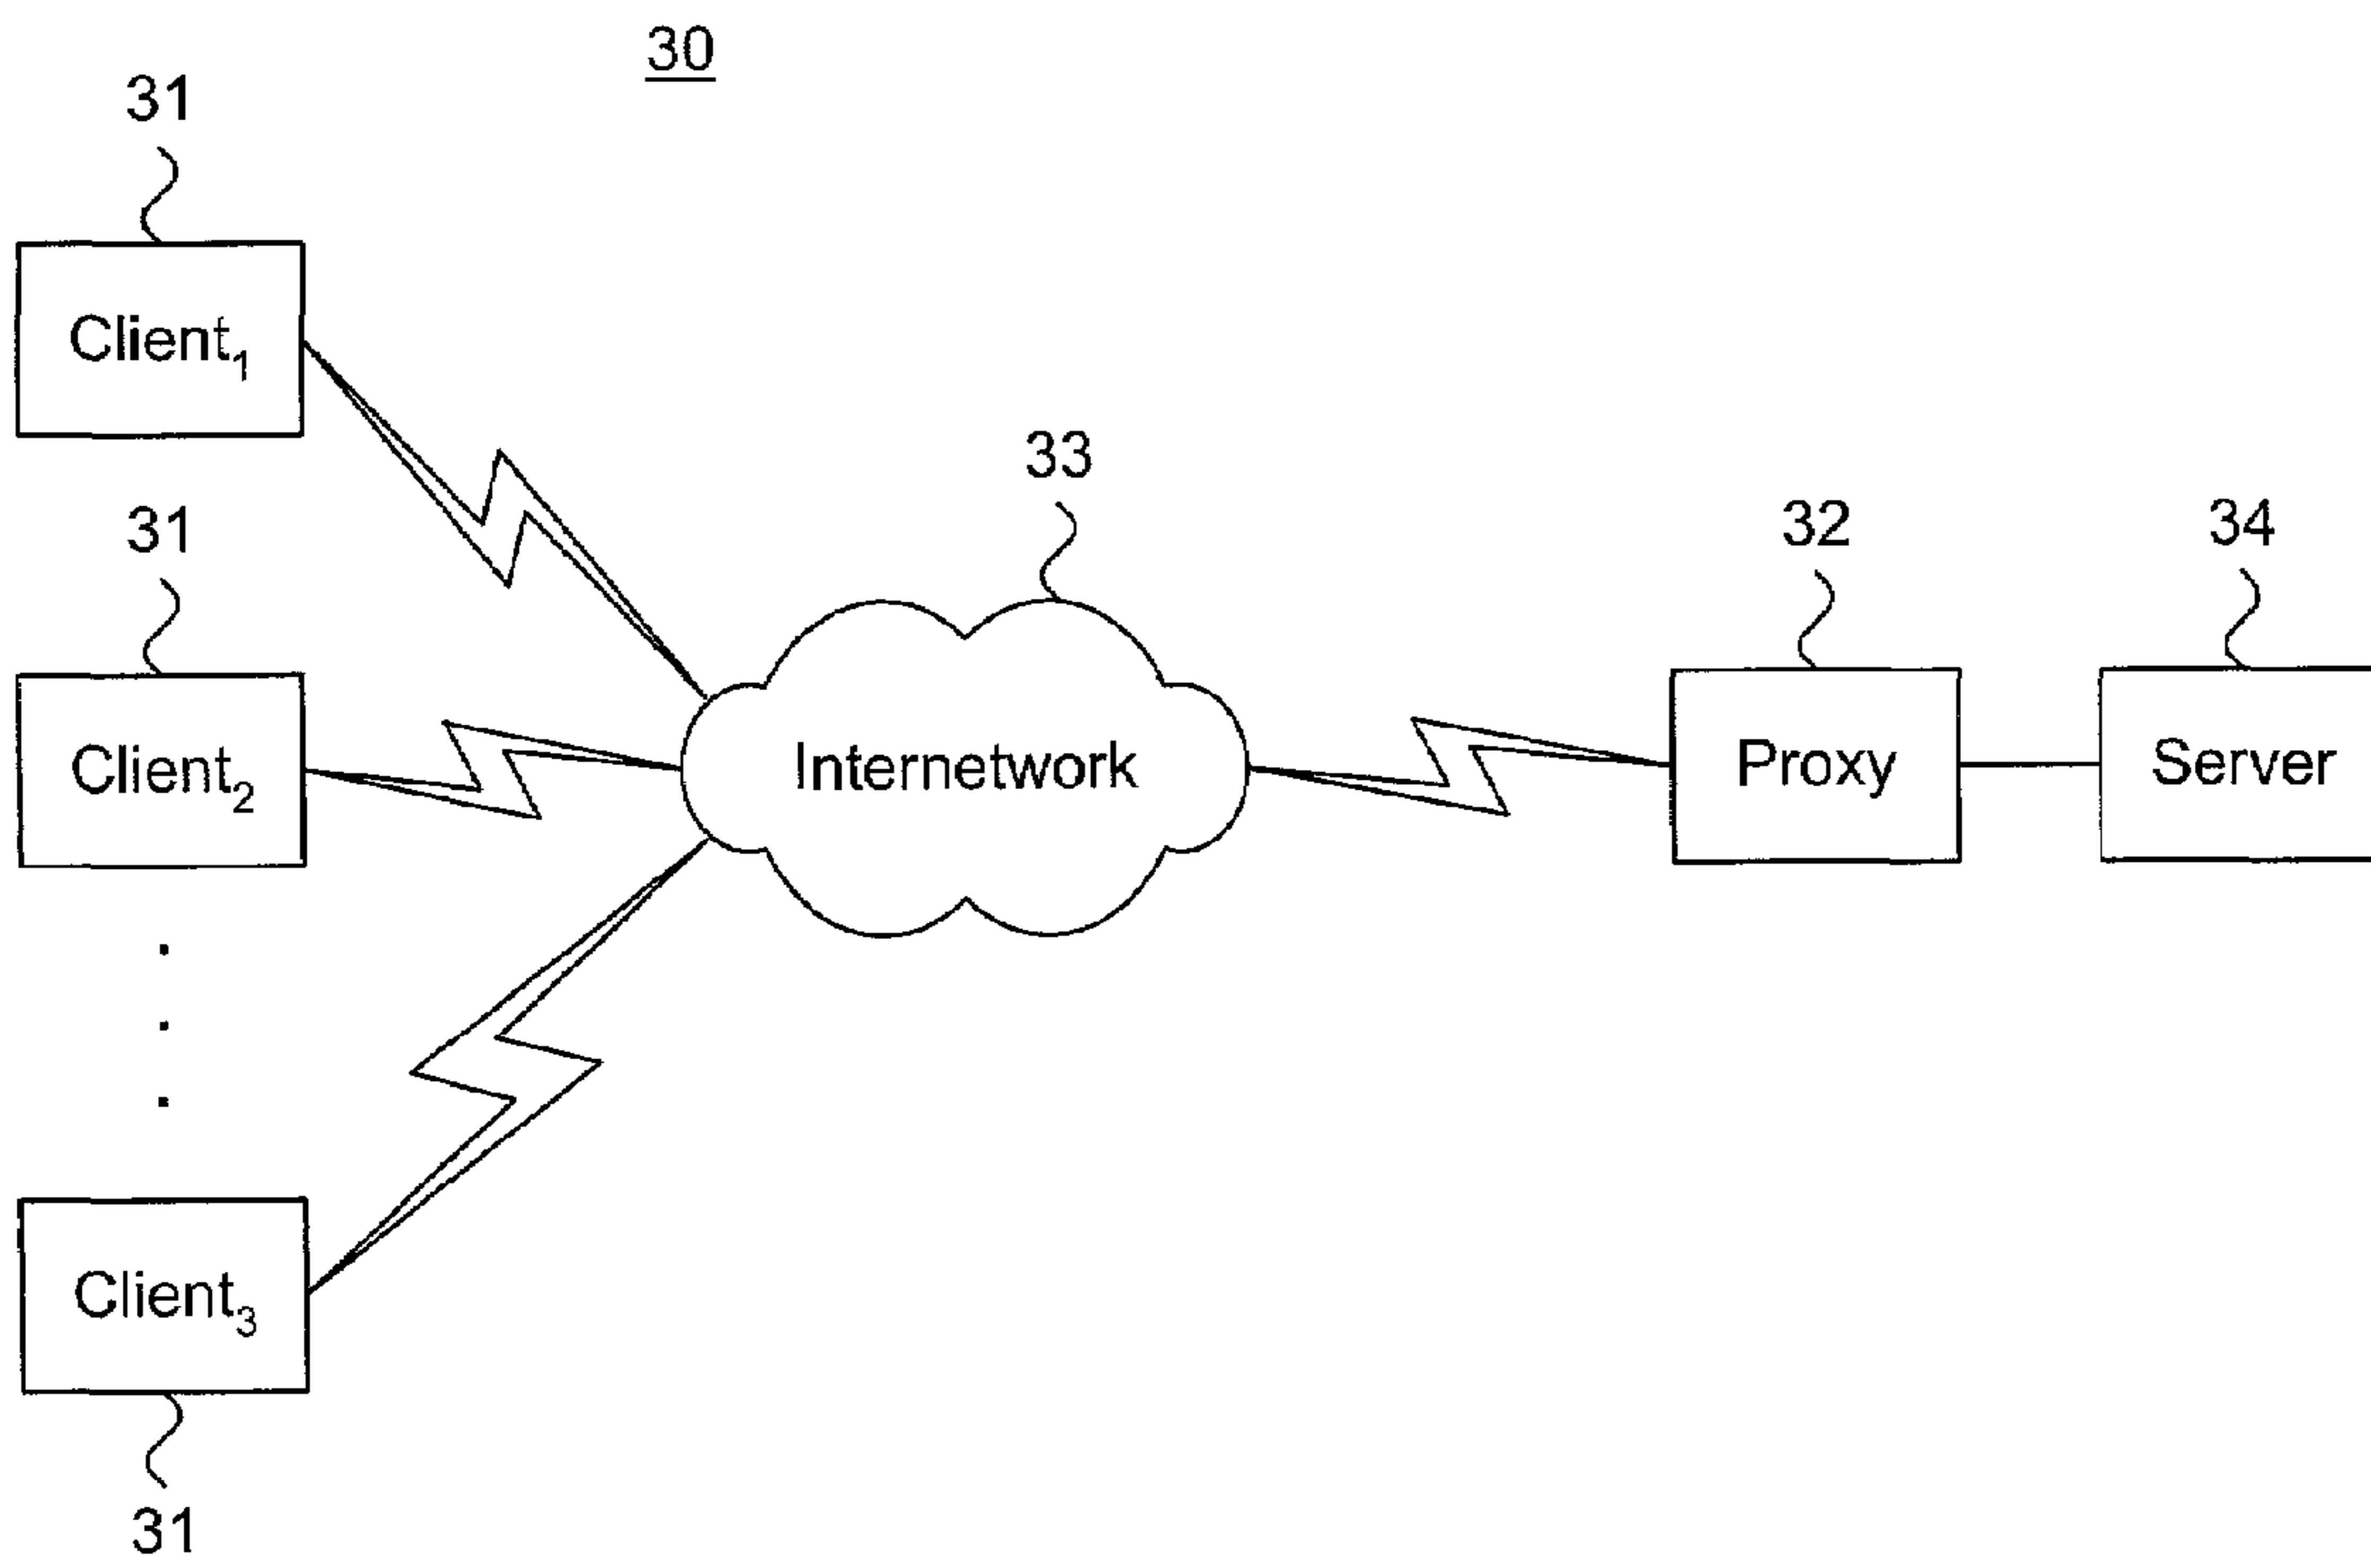 30
31
Client1
33
31
32
34
Client2
Internetwork
Proxy
Server
.
.
.
Client3
31